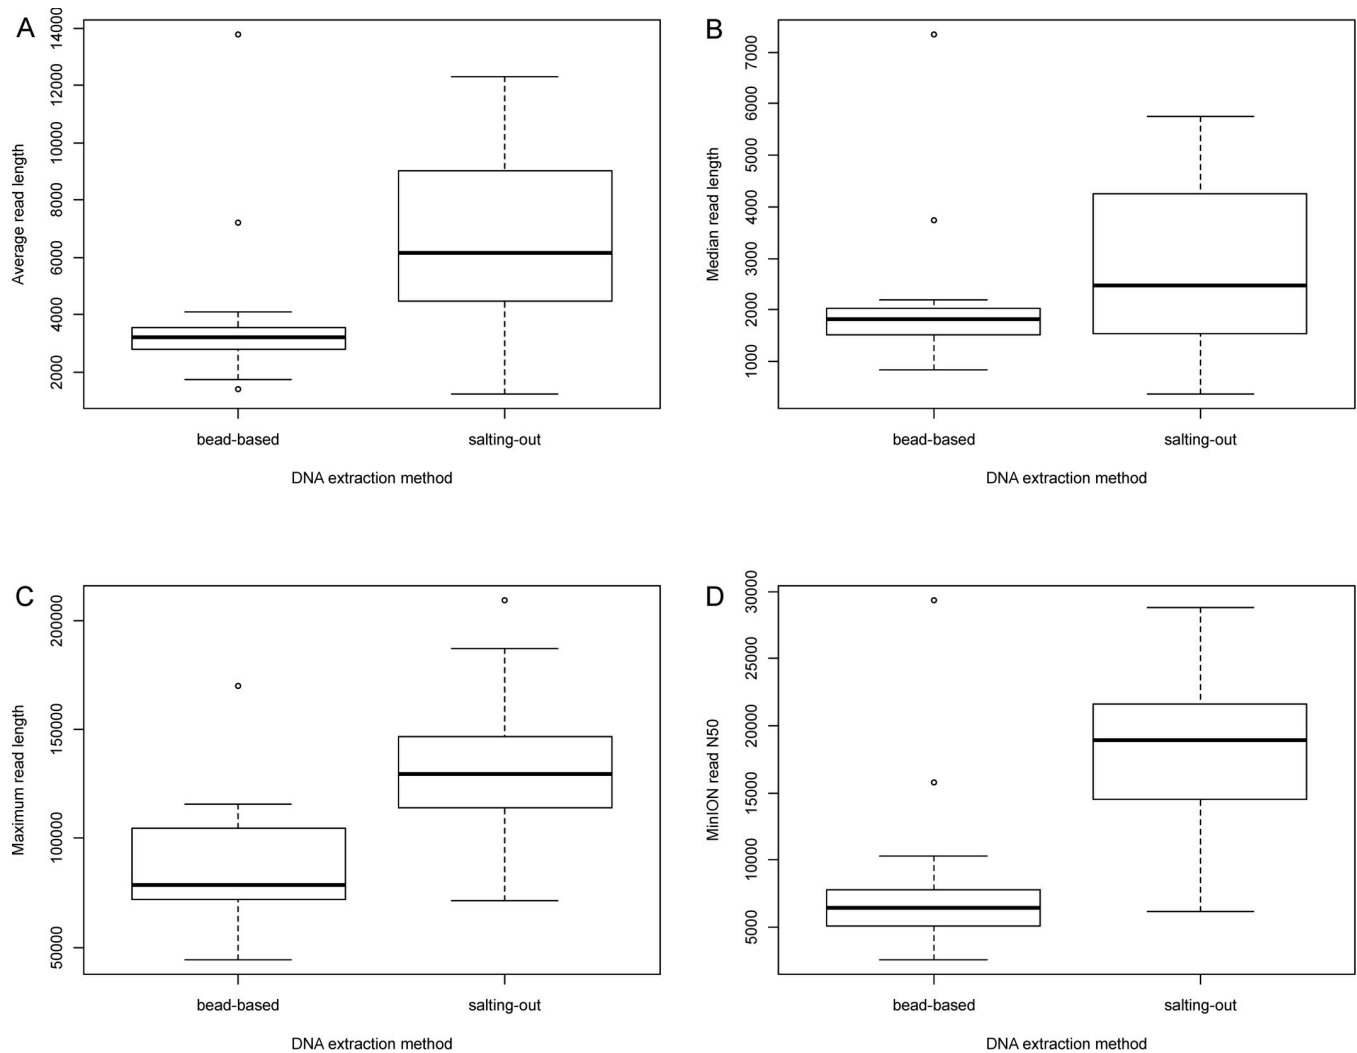 A
Average read length
14000
12000
10000
8000
6000
4000
2000
bead-based
salting-out
DNA extraction method
B
Median read length
7000
6000
5000
4000
3000
2000
1000
bead-based
salting-out
DNA extraction method
C
Maximum read length
200000
150000
100000
50000
bead-based
salting-out
DNA extraction method
D
MinION read N50
30000
25000
20000
15000
10000
5000
bead-based
salting-out
DNA extraction method